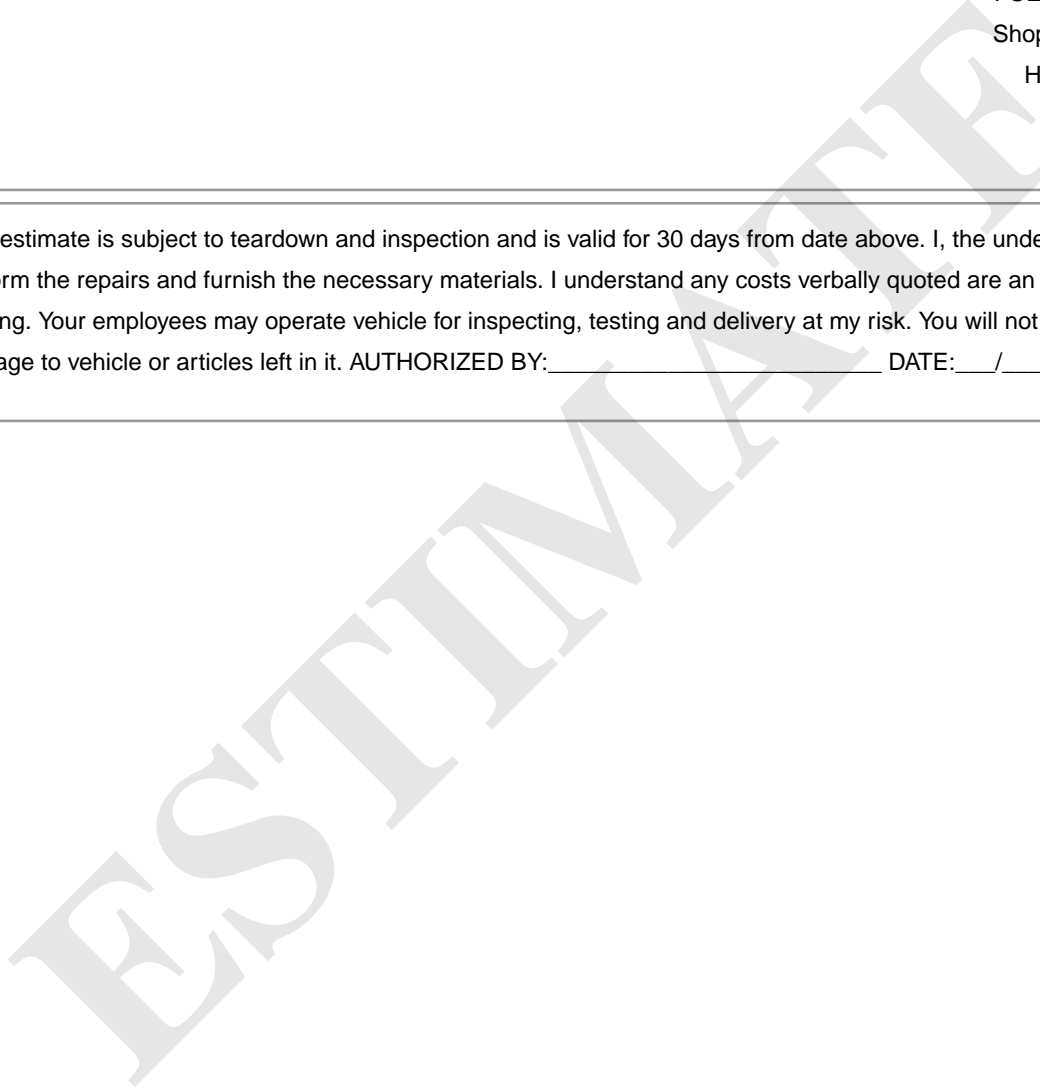 Shop
H
estimate is subject to teardown and inspection and is valid for 30 days from date above. I, the unde
orm the repairs and furnish the necessary materials. I understand any costs verbally quoted are an
ng. Your employees may operate vehicle for inspecting, testing and delivery at my risk. You will not
age to vehicle or articles left in it. AUTHORIZED BY:_________________________ DATE:___/___
ESTIMATE